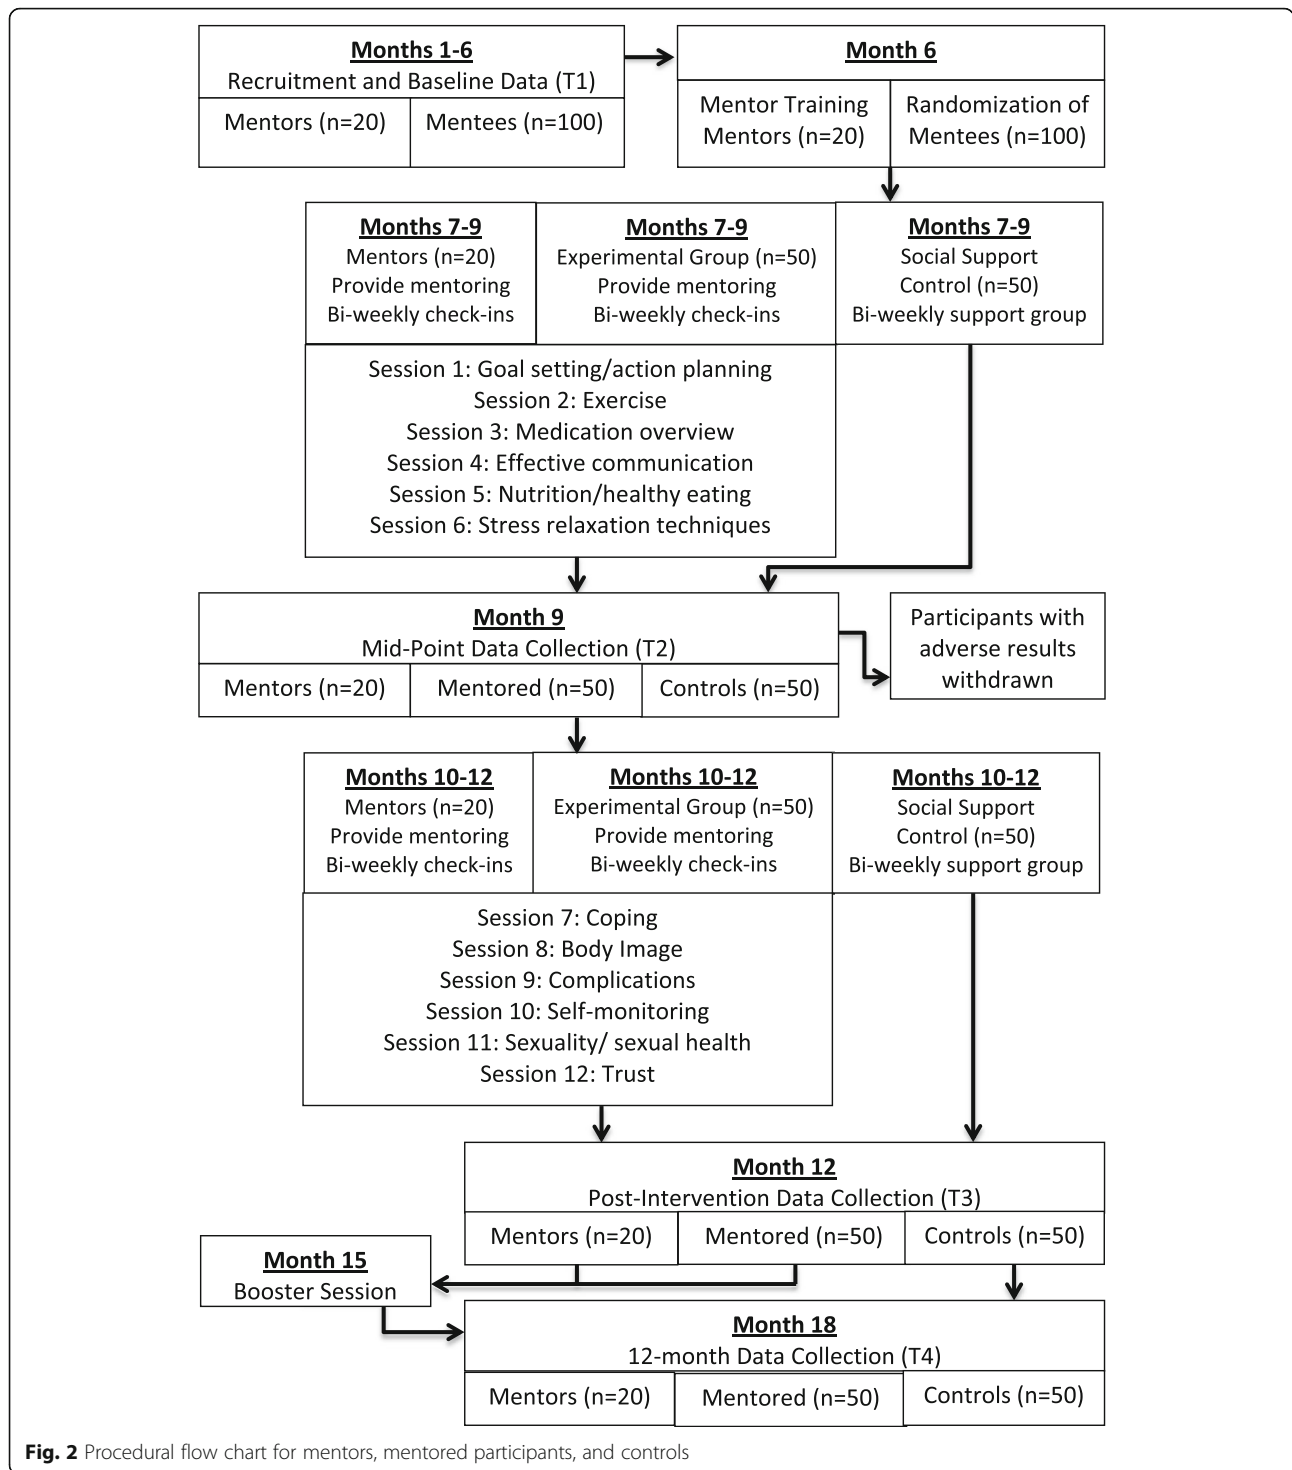 Months 1-6
Recruitment and Baseline Data (T1)
Mentors (n=20)
Mentees (n=100)
Month 6
Mentor Training
Mentors (n=20)
Randomization of
Mentees (n=100)
Months 7-9
Mentors (n=20)
Provide mentoring
Bi-weekly check-ins
Months 7-9
Experimental Group (n=50)
Provide mentoring
Bi-weekly check-ins
Months 7-9
Social Support
Control (n=50)
Bi-weekly support group
Session 1: Goal setting/action planning
Session 2: Exercise
Session 3: Medication overview
Session 4: Effective communication
Session 5: Nutrition/healthy eating
Session 6: Stress relaxation techniques
Month 9
Mid-Point Data Collection (T2)
Mentors (n=20)
Mentored (n=50)
Controls (n=50)
Participants with
adverse results
withdrawn
Months 10-12
Mentors (n=20)
Provide mentoring
Bi-weekly check-ins
Months 10-12
Experimental Group (n=50)
Provide mentoring
Bi-weekly check-ins
Months 10-12
Social Support
Control (n=50)
Bi-weekly support group
Session 7: Coping
Session 8: Body Image
Session 9: Complications
Session 10: Self-monitoring
Session 11: Sexuality/ sexual health
Session 12: Trust
Month 12
Post-Intervention Data Collection (T3)
Mentors (n=20)
Mentored (n=50)
Controls (n=50)
Month 15
Booster Session
Month 18
12-month Data Collection (T4)
Mentors (n=20)
Mentored (n=50)
Controls (n=50)
Fig. 2 Procedural flow chart for mentors, mentored participants, and controls